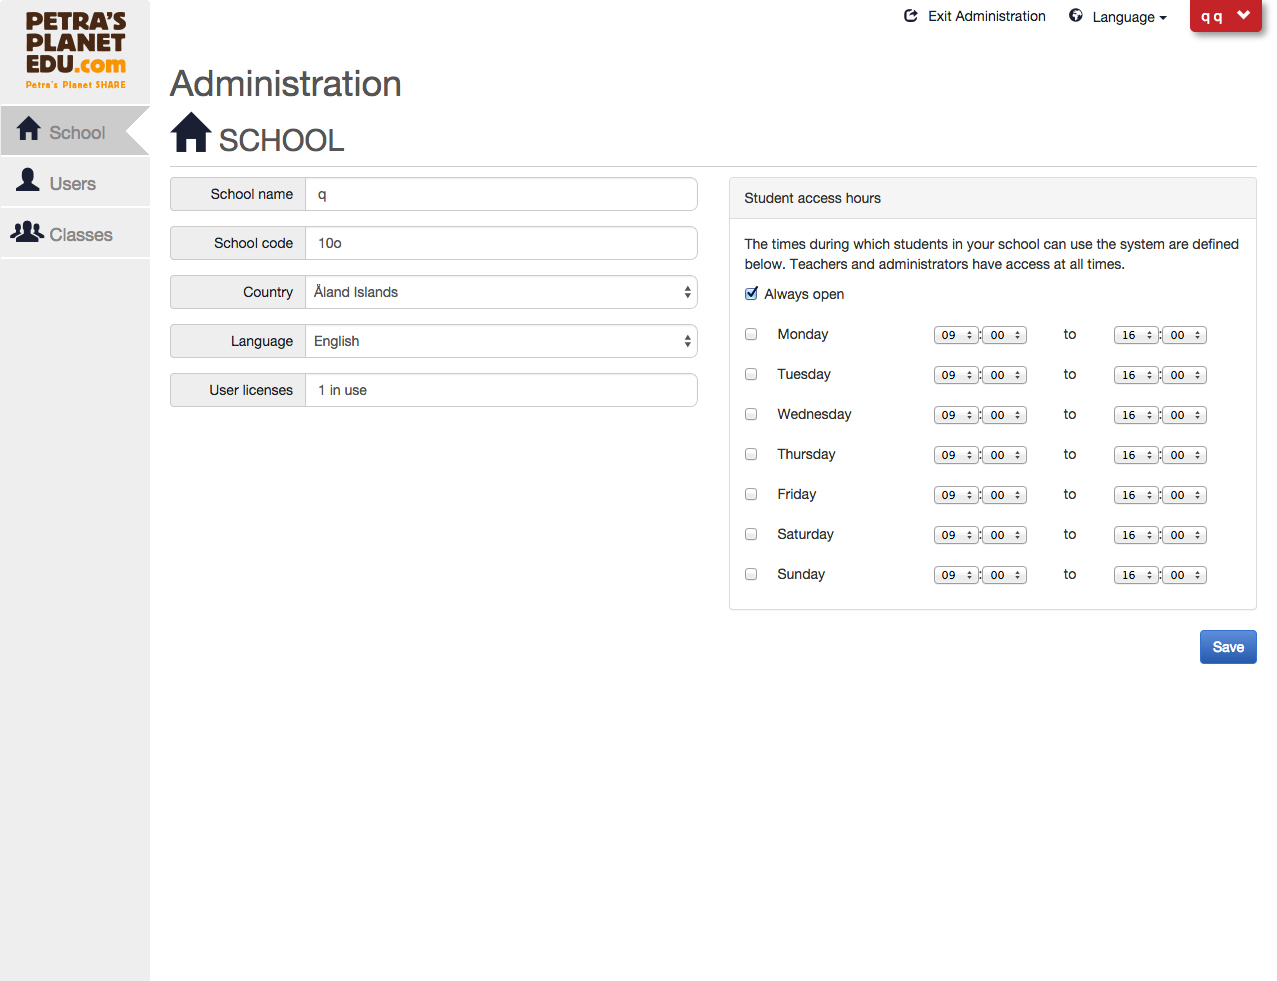 PETRA'S
PLANET
EDU.com
Petra's Planet SHARE
Exit Administration
Language
q q
School
Users
Classes
Administration
SCHOOL
School name q
School code 10o
Country Åland Islands
Language English
User licenses 1 in use
Student access hours
The times during which students in your school can use the system are defined
below. Teachers and administrators have access at all times.
Always open
Monday 09 : 00 to 16 : 00
Tuesday 09 : 00 to 16 : 00
Wednesday 09 : 00 to 16 : 00
Thursday 09 : 00 to 16 : 00
Friday 09 : 00 to 16 : 00
Saturday 09 : 00 to 16 : 00
Sunday 09 : 00 to 16 : 00
Save